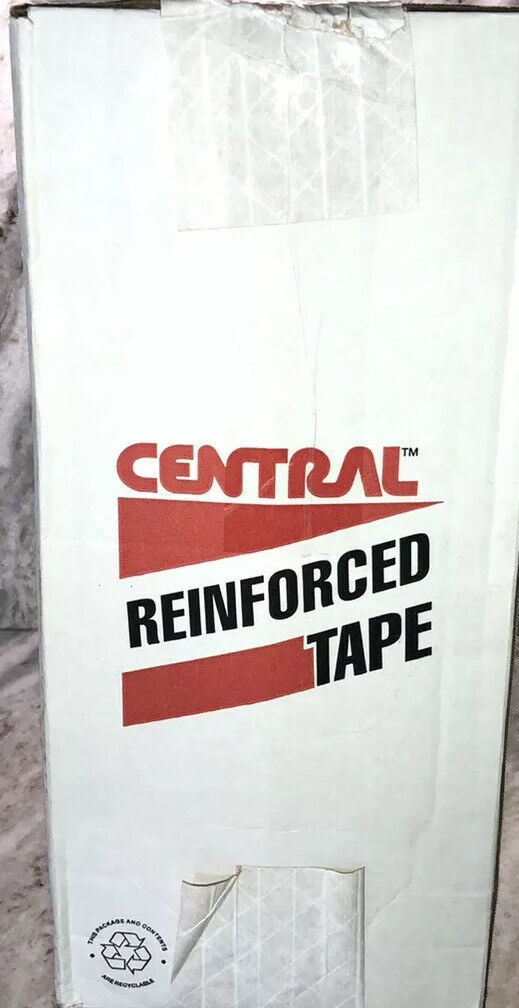 CENTRAL™
REINFORCED
TAPE
• THIS PACKAGE AND CONTENTS •
ARE RECYCLABLE